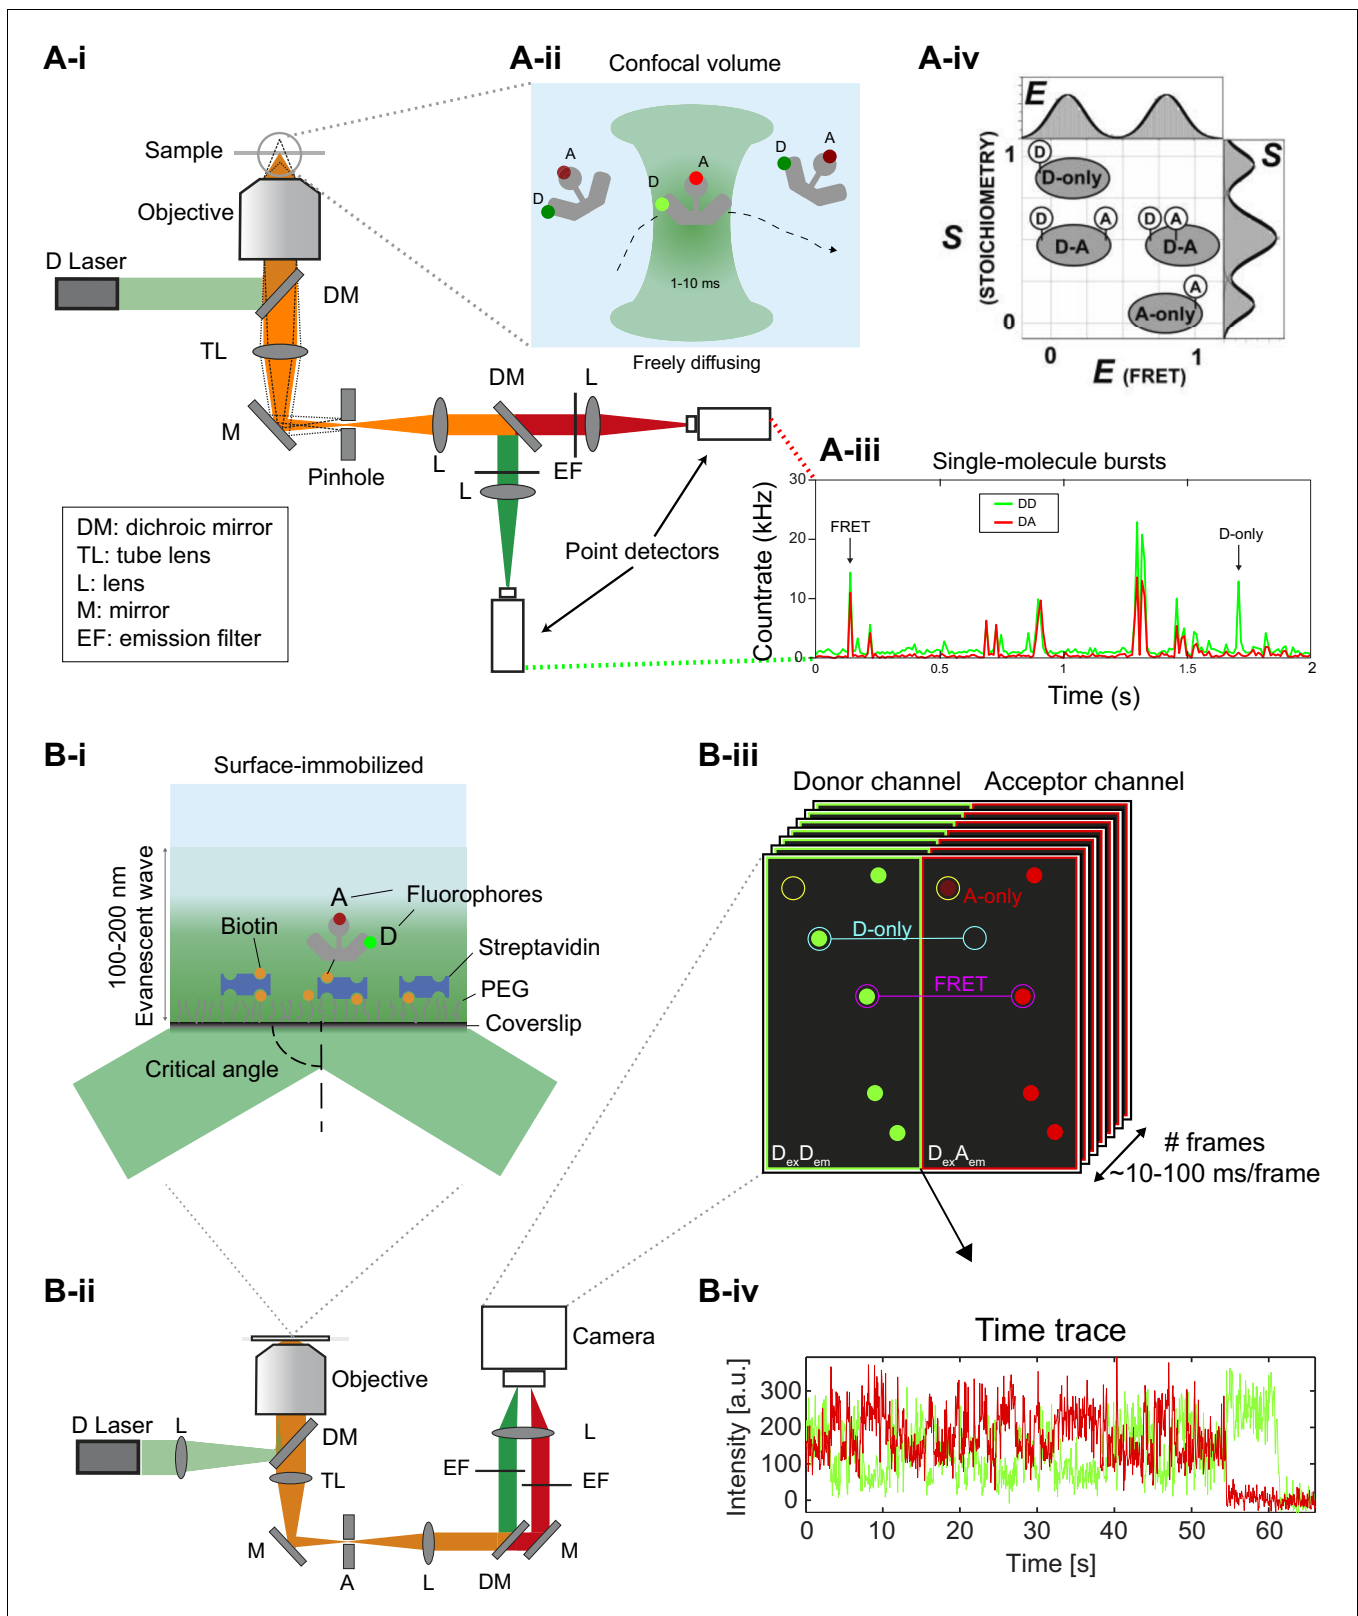 A-i
Sample
Objective
D Laser
DM
TL
M
Pinhole
L
DM
L
EF
L
Point detectors
DM: dichroic mirror
TL: tube lens
L: lens
M: mirror
EF: emission filter
A-ii
Confocal volume
A
D
A
D
A
D
1-10 ms
Freely diffusing
A-iv
E
S
1
D
D-only
D
A
D-A
D
A
D-A
A
A-only
0
S
(STOICHIOMETRY)
0
1
E (FRET)
A-iii
Single-molecule bursts
30
20
10
0
Countrate (kHz)
DD
DA
FRET
D-only
0
0.5
1
1.5
2
Time (s)
B-i
Surface-immobilized
100-200 nm
Evanescent wave
A
Fluorophores
D
Biotin
Streptavidin
PEG
Coverslip
Critical angle
B-ii
Camera
Objective
D Laser
L
DM
TL
M
A
L
DM
M
EF
EF
L
B-iii
Donor channel
Acceptor channel
A-only
D-only
FRET
DexDem
DexAem
# frames
~10-100 ms/frame
B-iv
Time trace
Intensity [a.u.]
300
200
100
0
0
10
20
30
40
50
60
Time [s]